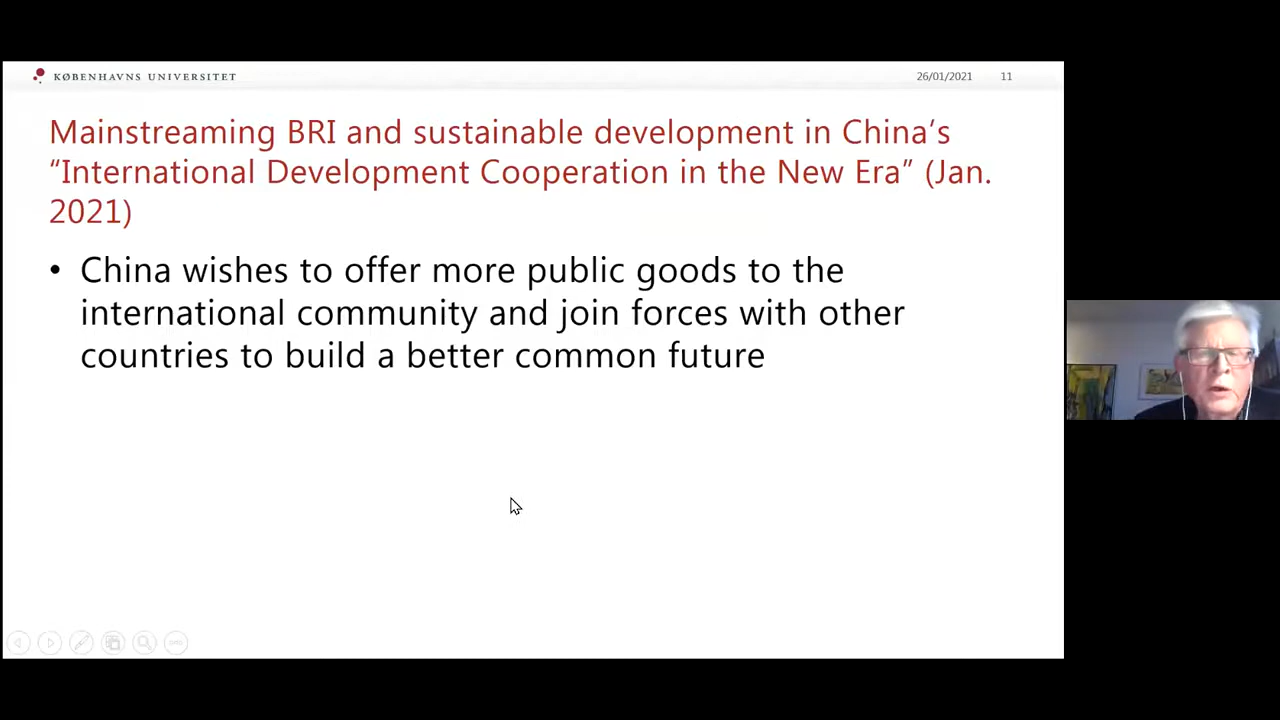 KØBENHAVNS UNIVERSITET
26/01/2021 11
Mainstreaming BRI and sustainable development in China’s
“International Development Cooperation in the New Era” (Jan.
2021)
• China wishes to offer more public goods to the
international community and join forces with other
countries to build a better common future